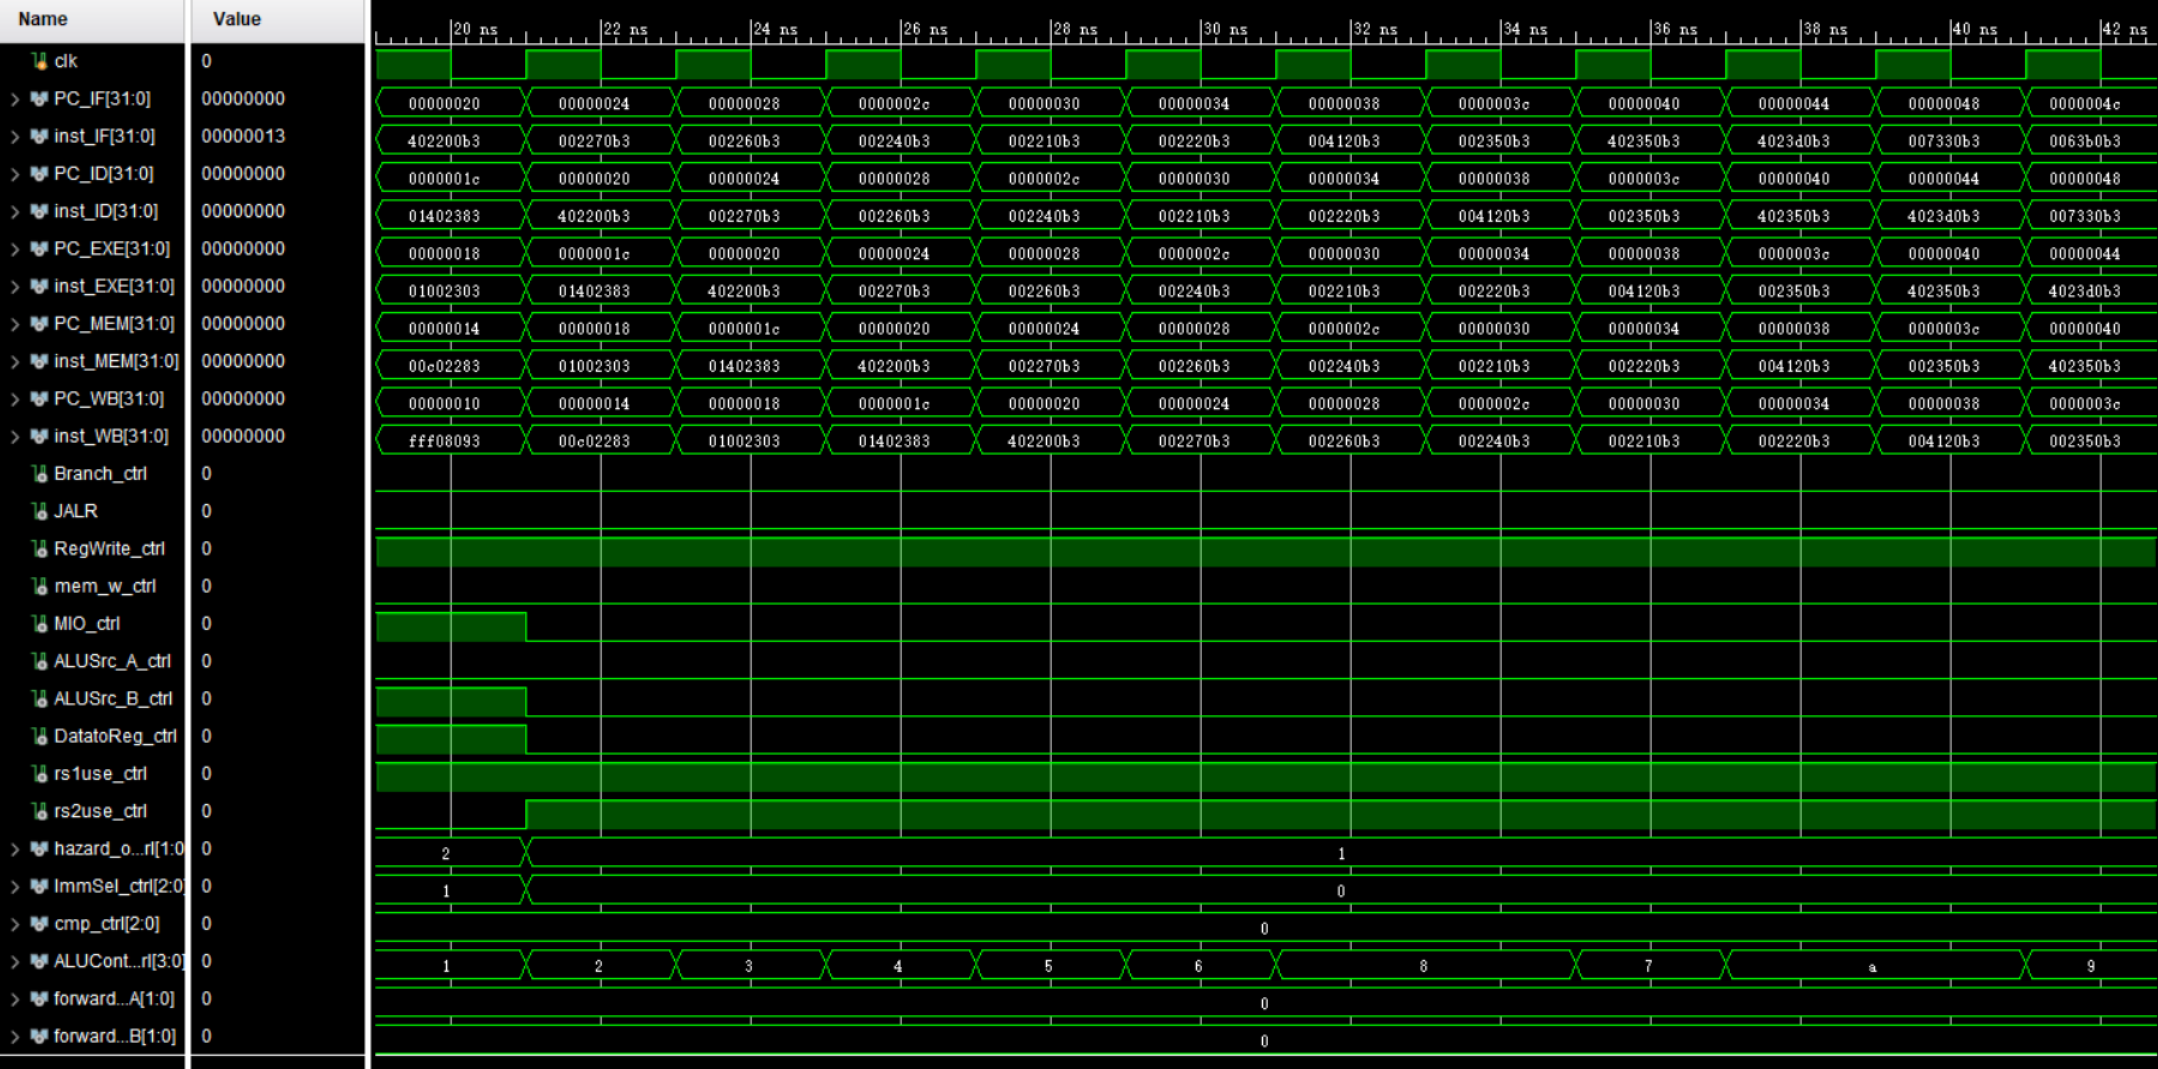 Name Value 20 ns 22 ns 24 ns 26 ns 28 ns 30 ns 32 ns 34 ns 36 ns 38 ns 40 ns 42 ns
clk 0
PC_IF[31:0] 00000000 00000020 00000024 00000028 0000002c 00000030 00000034 00000038 0000003c 00000040 00000044 00000048 0000004c
inst_IF[31:0] 00000013 402200b3 002270b3 002260b3 002240b3 002210b3 002220b3 004120b3 002350b3 402350b3 4023d0b3 007330b3 0063b0b3
PC_ID[31:0] 00000000 0000001c 00000020 00000024 00000028 0000002c 00000030 00000034 00000038 0000003c 00000040 00000044 00000048
inst_ID[31:0] 00000000 01402383 402200b3 002270b3 002260b3 002240b3 002210b3 002220b3 004120b3 002350b3 402350b3 4023d0b3 007330b3
PC_EXE[31:0] 00000000 00000018 0000001c 00000020 00000024 00000028 0000002c 00000030 00000034 00000038 0000003c 00000040 00000044
inst_EXE[31:0] 00000000 01002303 01402383 402200b3 002270b3 002260b3 002240b3 002210b3 002220b3 004120b3 002350b3 402350b3 4023d0b3
PC_MEM[31:0] 00000000 00000014 00000018 0000001c 00000020 00000024 00000028 0000002c 00000030 00000034 00000038 0000003c 00000040
inst_MEM[31:0] 00000000 00c02283 01002303 01402383 402200b3 002270b3 002260b3 002240b3 002210b3 002220b3 004120b3 002350b3 402350b3
PC_WB[31:0] 00000000 00000010 00000014 00000018 0000001c 00000020 00000024 00000028 0000002c 00000030 00000034 00000038 0000003c
inst_WB[31:0] 00000000 fff08093 00c02283 01002303 01402383 402200b3 002270b3 002260b3 002240b3 002210b3 002220b3 004120b3 002350b3
Branch_ctrl 0
JALR 0
RegWrite_ctrl 0
mem_w_ctrl 0
MIO_ctrl 0
ALUSrc_A_ctrl 0
ALUSrc_B_ctrl 0
DatatoReg_ctrl 0
rs1use_ctrl 0
rs2use_ctrl 0
hazard_o...rl[1:0 0 2 1
ImmSel_ctrl[2:0] 0 1 0
cmp_ctrl[2:0] 0 0
ALUCont...rl[3:0] 0 1 2 3 4 5 6 8 7 a 9
forward...A[1:0] 0 0
forward...B[1:0] 0 0